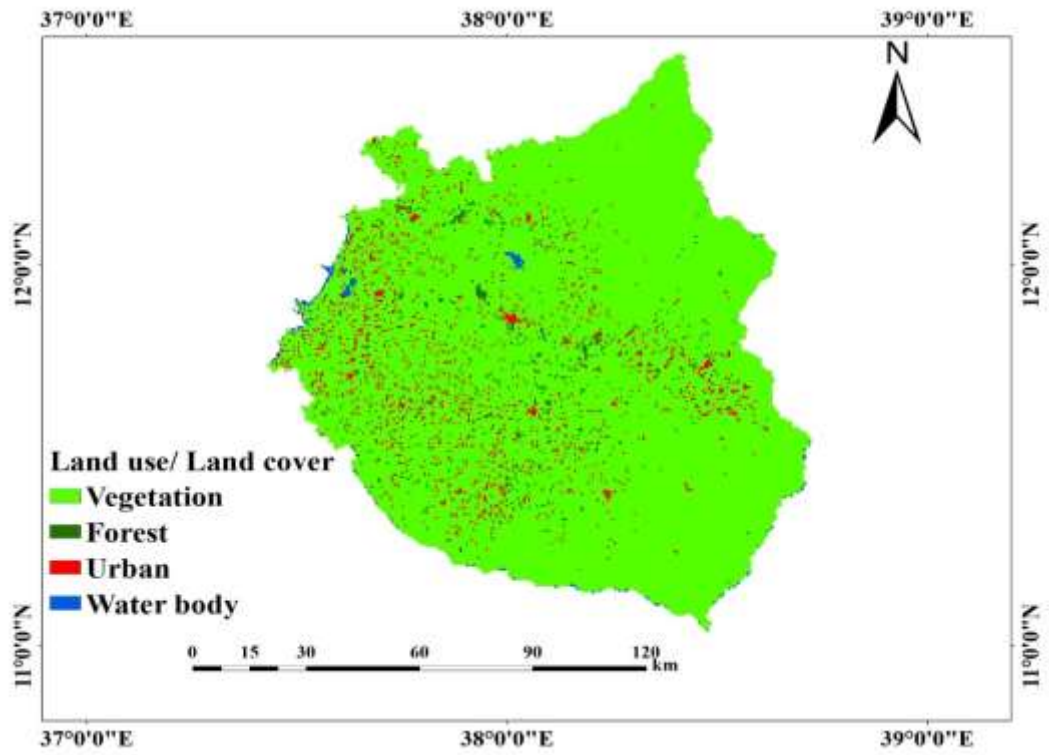 37°0'0"E 38°0'0"E 39°0'0"E
N
12°0'0"N 12°0'0"N
Land use/ Land cover
Vegetation
Forest
Urban
Water body
11°0'0"N 11°0'0"N
0 15 30 60 90 120
km
37°0'0"E 38°0'0"E 39°0'0"E